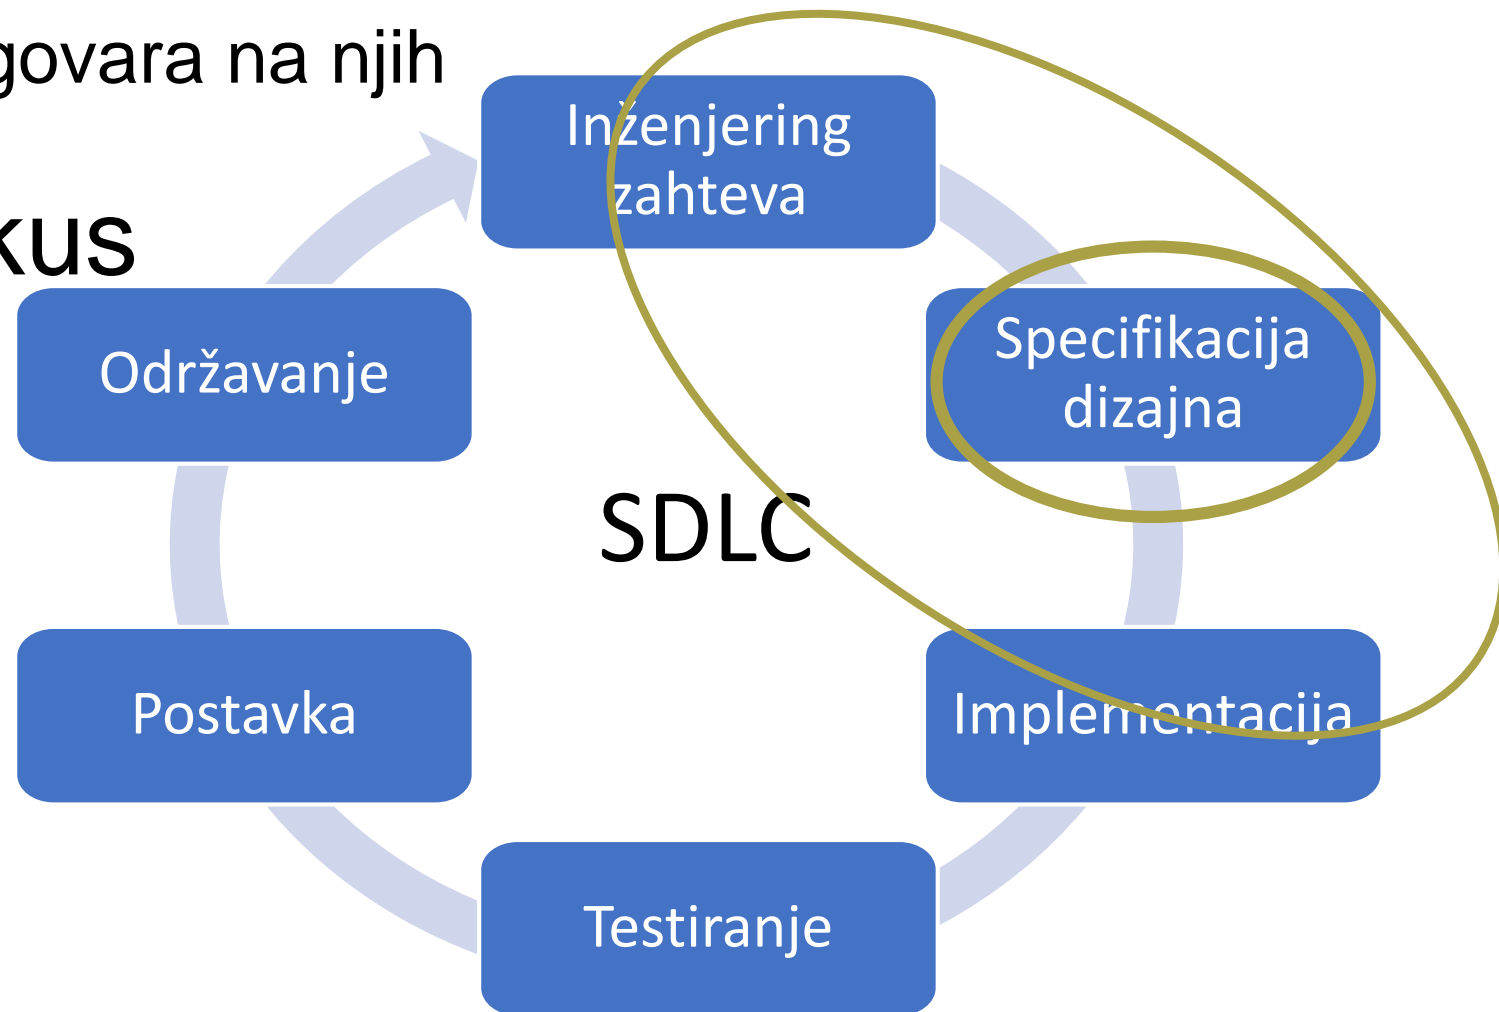 govara na njih
kus
Inženjering
zahteva
Specifikacija
dizajna
Implementacija
Testiranje
Postavka
Održavanje
SDLC